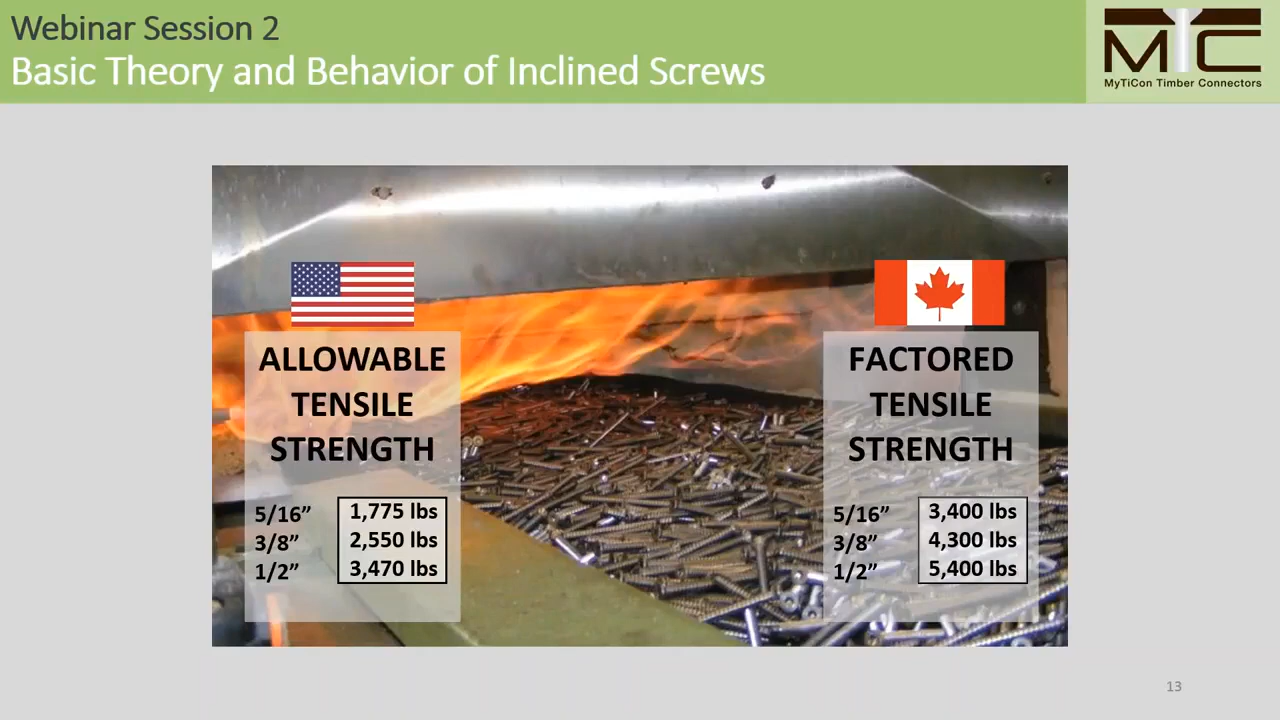 Webinar Session 2
Basic Theory and Behavior of Inclined Screws
MTC
MyTiCon Timber Connectors
ALLOWABLE
TENSILE
STRENGTH
5/16” 1,775 lbs
3/8” 2,550 lbs
1/2” 3,470 lbs
FACTORED
TENSILE
STRENGTH
5/16” 3,400 lbs
3/8” 4,300 lbs
1/2” 5,400 lbs
13